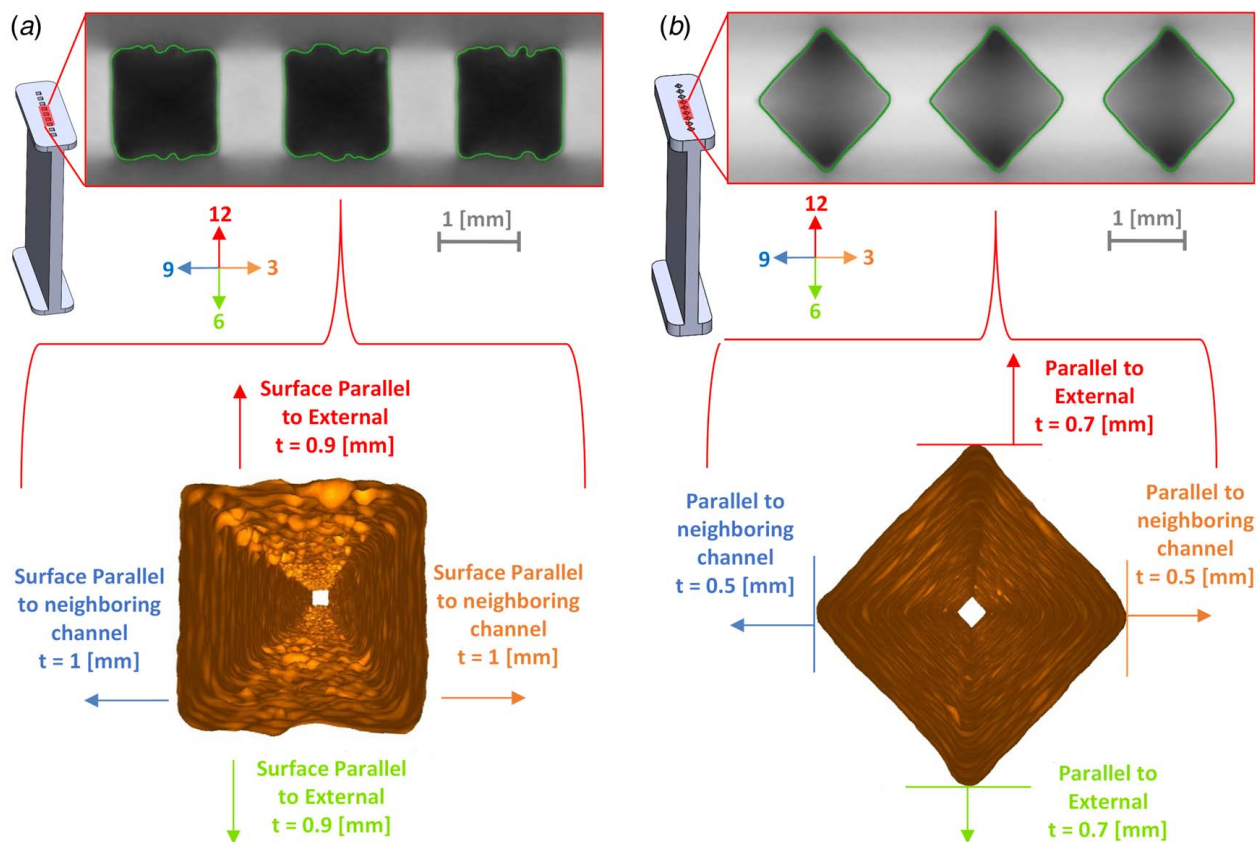 (a)
12
9
3
6
1 [mm]
Surface Parallel
to External
t = 0.9 [mm]
Surface Parallel
to neighboring
channel
t = 1 [mm]
Surface Parallel
to neighboring
channel
t = 1 [mm]
Surface Parallel
to External
t = 0.9 [mm]
(b)
12
9
3
6
1 [mm]
Parallel to
External
t = 0.7 [mm]
Parallel to
neighboring
channel
t = 0.5 [mm]
Parallel to
neighboring
channel
t = 0.5 [mm]
Parallel to
External
t = 0.7 [mm]